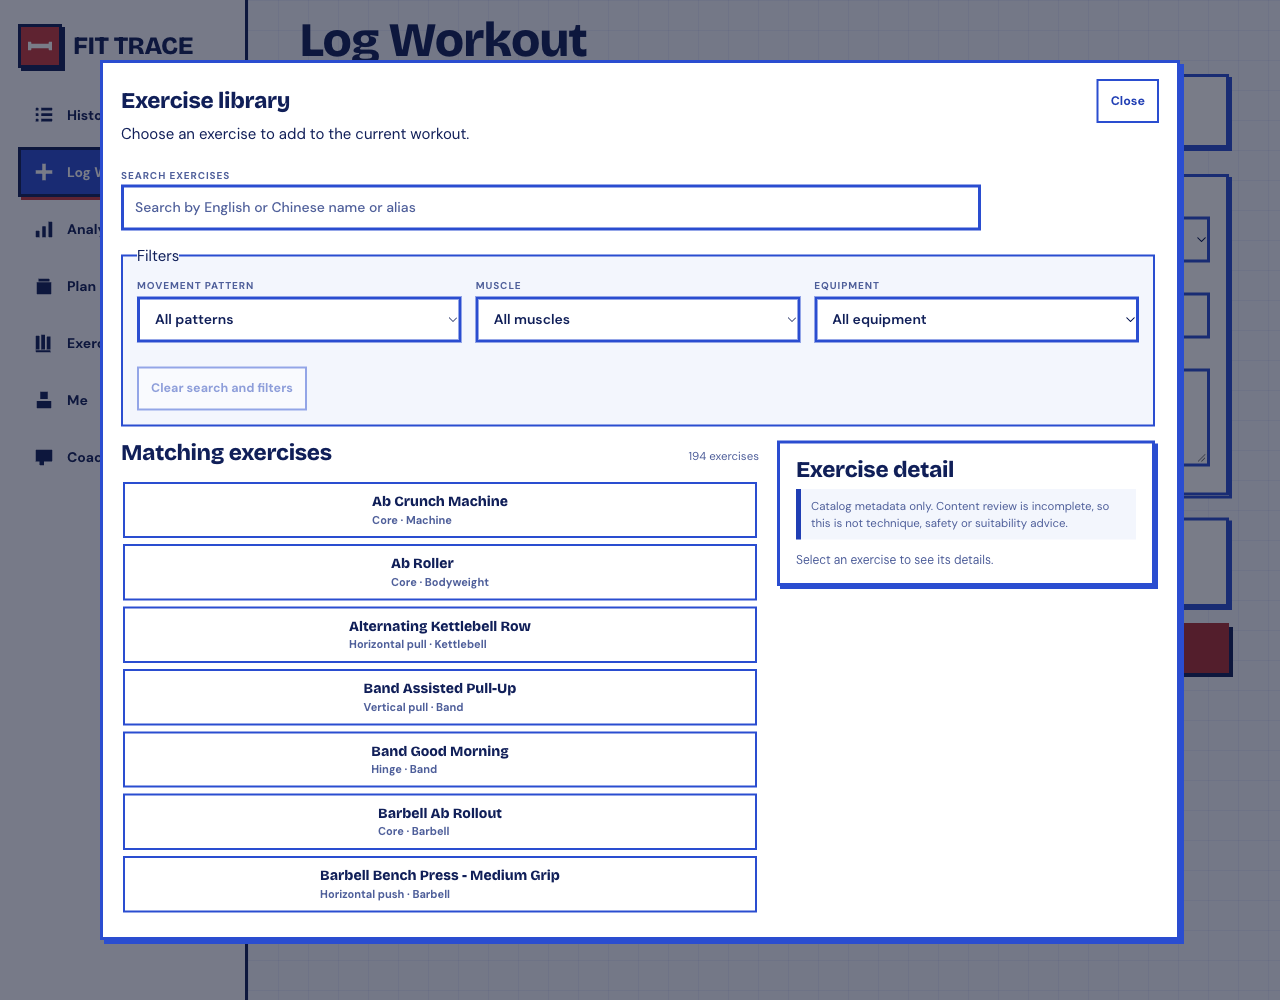 FIT TRACE
Log Workout
Exercise library
Close
Choose an exercise to add to the current workout.
SEARCH EXERCISES
Search by English or Chinese name or alias
Filters
MOVEMENT PATTERN
MUSCLE
EQUIPMENT
All patterns
All muscles
All equipment
Clear search and filters
Matching exercises
194 exercises
Ab Crunch Machine
Core · Machine
Ab Roller
Core · Bodyweight
Alternating Kettlebell Row
Horizontal pull · Kettlebell
Band Assisted Pull-Up
Vertical pull · Band
Band Good Morning
Hinge · Band
Barbell Ab Rollout
Core · Barbell
Barbell Bench Press - Medium Grip
Horizontal push · Barbell
Exercise detail
Catalog metadata only. Content review is incomplete, so
this is not technique, safety or suitability advice.
Select an exercise to see its details.
Log
Plan
Me